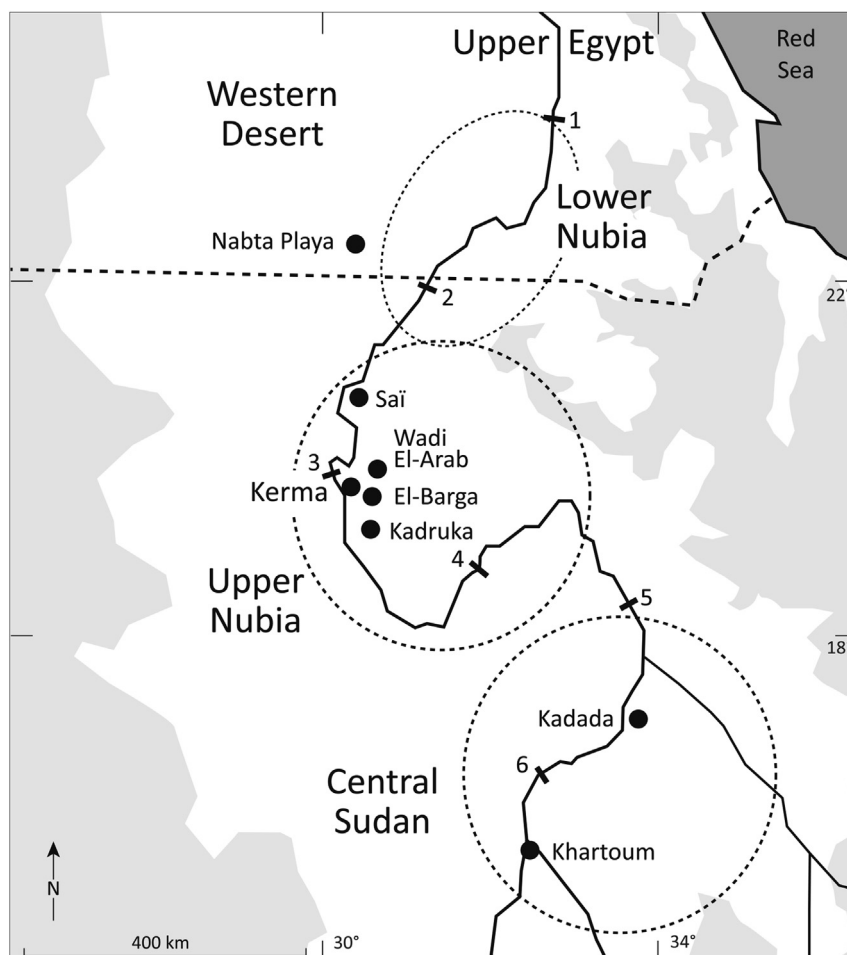 Upper Egypt
Red
Sea
Western
Desert
1
Lower
Nubia
Nabta Playa
2
22°
Saï
Wadi
El-Arab
3
Kerma
El-Barga
Kadruka
4
Upper
Nubia
5
18°
Kadada
6
Central
Sudan
Khartoum
N
400 km
30°
34°